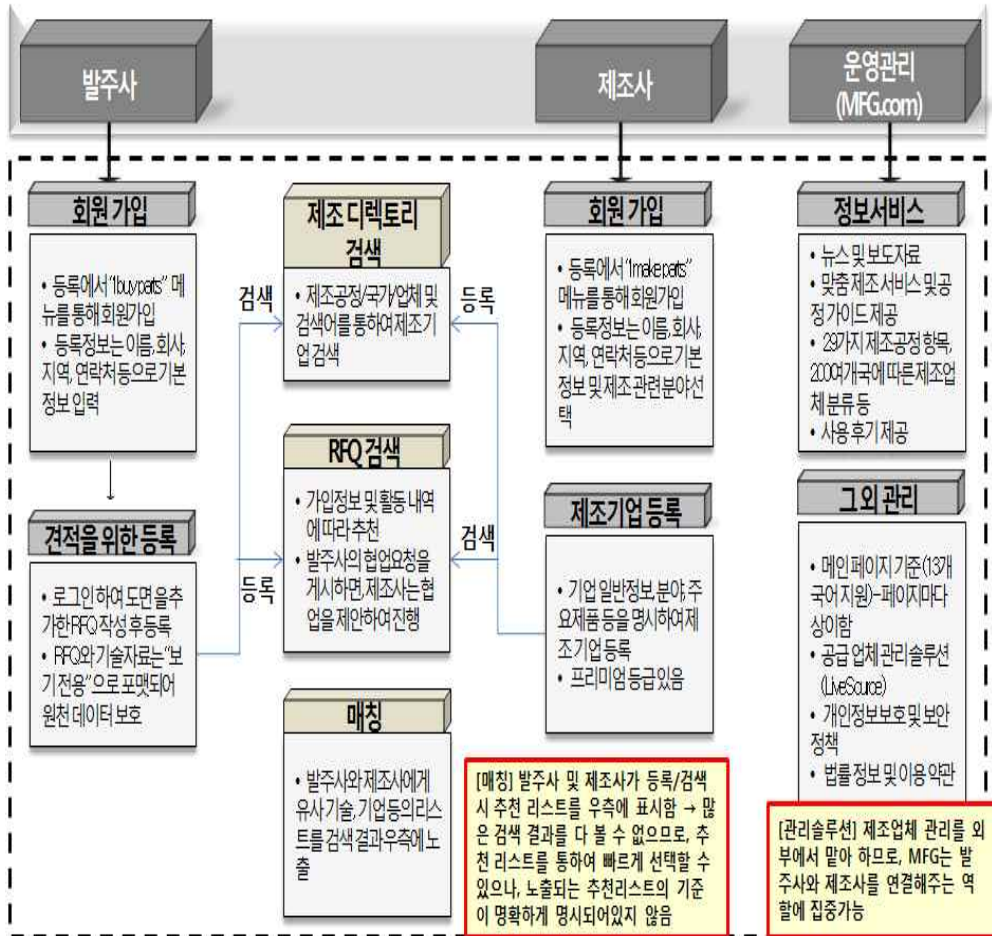 발주사
제조사
운영관리
(MFG.com)
회원 가입
• 등록에서 “I buy parts” 메
뉴를 통해 회원가입
• 등록정보는 이름, 회사,
지역, 연락처 등으로 기본
정보 입력
견적을 위한 등록
• 로그인 하여 도면을 추
가한 RFQ 작성 후 등록
• RFQ와 기술자료는 “보
기 전용”으로 포맷되어
원천 데이터 보호
검색
등록
제조 디렉토리
검색
• 제조공정/국가/업체 및
검색어를 통하여 제조기
업 검색
RFQ 검색
• 가입정보 및 활동 내역
에 따라 추천
• 발주사의 협업요청을
게시하면, 제조사는 협
업을 제안하여 진행
매칭
• 발주사와 제조사에게
유사 기술, 기업 등의 리스
트를 검색 결과 우측에 노
출
등록
검색
회원 가입
• 등록에서 “I make parts”
메뉴를 통해 회원가입
• 등록정보는 이름, 회사,
지역, 연락처 등으로 기본
정보 및 제조 관련 분야 선
택
제조기업 등록
• 기업 일반정보, 분야, 주
요제품 등을 명시하여 제
조기업 등록
• 프리미엄 등급 있음
[매칭] 발주사 및 제조사가 등록/검색
시 추천 리스트를 우측에 표시함 → 많
은 검색 결과를 다 볼 수 없으므로, 추
천 리스트를 통하여 빠르게 선택할 수
있으나, 노출되는 추천리스트의 기준
이 명확하게 명시되어있지 않음
정보서비스
• 뉴스 및 보도자료
• 맞춤 제조 서비스 및 공
정 가이드 제공
• 29가지 제조공정 항목,
200여개국에 따른 제조업
체 분류 등
• 사용 후기 제공
그 외 관리
• 메인 페이지 기준(13개
국어 지원)-페이지마다
상이함
• 공급 업체 관리 솔루션
(LiveSource)
• 개인정보보호 및 보안
정책
• 법률 정보 및 이용 약관
[관리솔루션] 제조업체 관리를 외
부에서 맡아 하므로, MFG는 발
주사와 제조사를 연결해주는 역
할에 집중가능